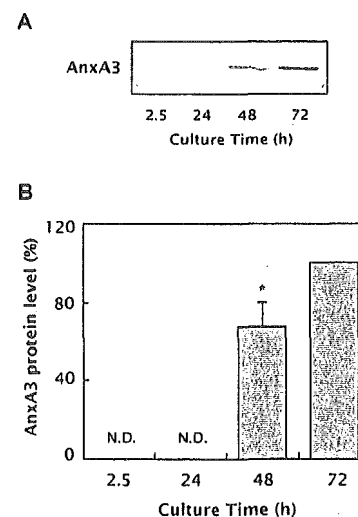 A
AnxA3
2.5 24 48 72
Culture Time (h)
B
AnxA3 protein level (%)
120
80
40
0
*
N.D. N.D.
2.5 24 48 72
Culture Time (h)